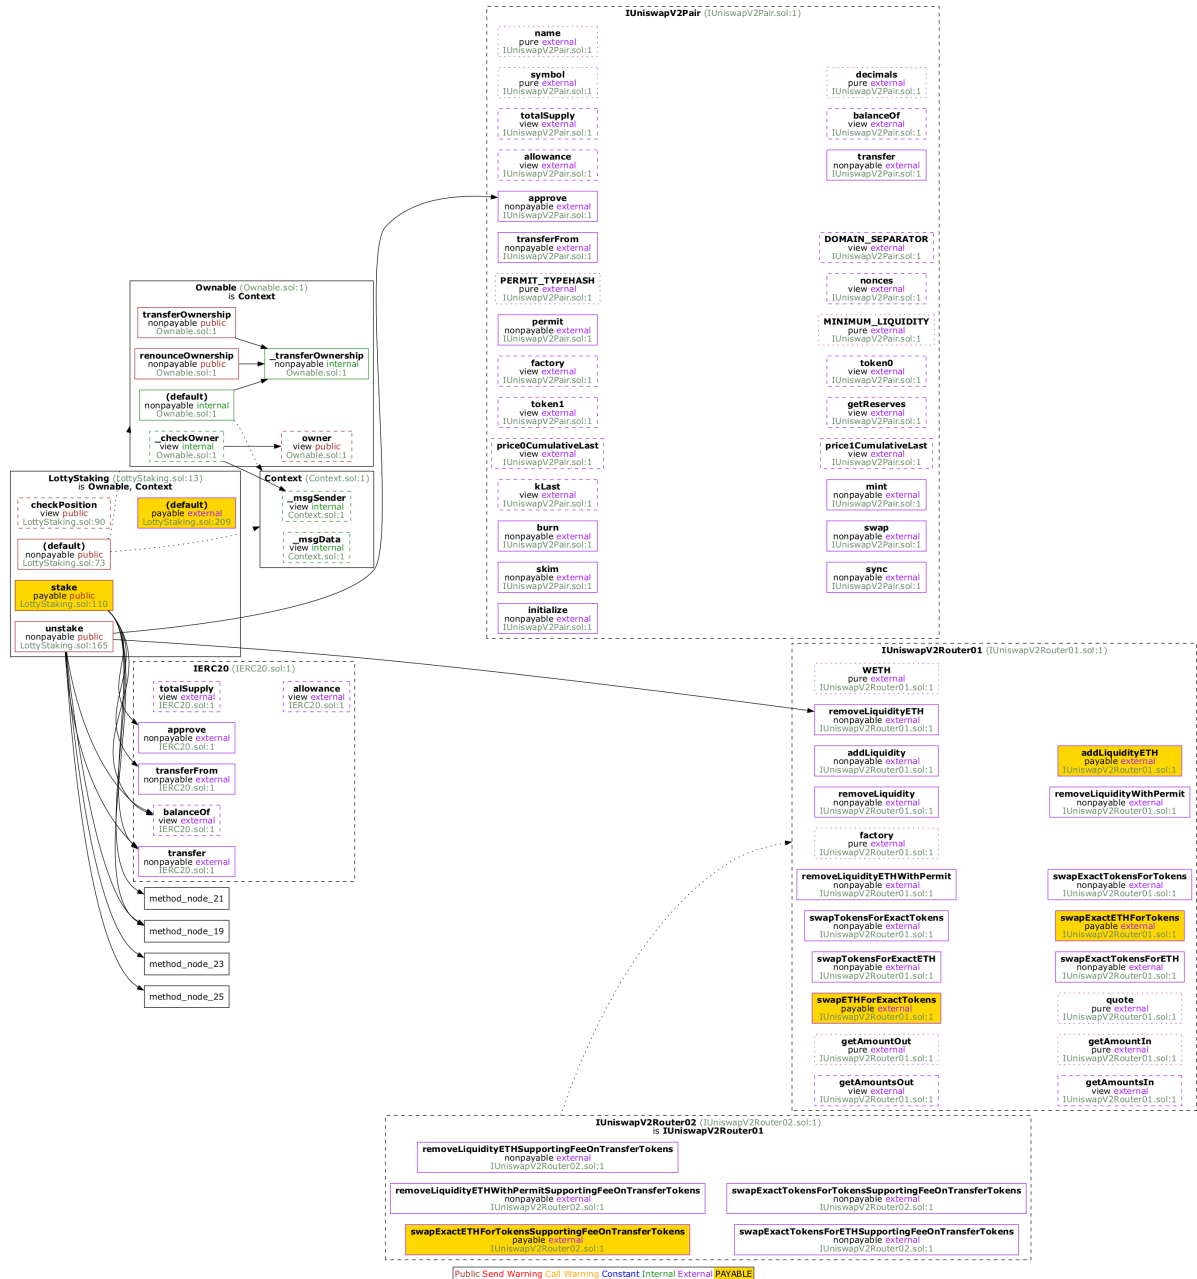 IUniswapV2Pair (IUniswapV2Pair.sol:1)
name
pure external
IUniswapV2Pair.sol:1
symbol
pure external
IUniswapV2Pair.sol:1
decimals
pure external
IUniswapV2Pair.sol:1
totalSupply
view external
IUniswapV2Pair.sol:1
balanceOf
view external
IUniswapV2Pair.sol:1
allowance
view external
IUniswapV2Pair.sol:1
transfer
nonpayable external
IUniswapV2Pair.sol:1
approve
nonpayable external
IUniswapV2Pair.sol:1
transferFrom
nonpayable external
IUniswapV2Pair.sol:1
DOMAIN_SEPARATOR
view external
IUniswapV2Pair.sol:1
PERMIT_TYPEHASH
pure external
IUniswapV2Pair.sol:1
nonces
view external
IUniswapV2Pair.sol:1
permit
nonpayable external
IUniswapV2Pair.sol:1
MINIMUM_LIQUIDITY
pure external
IUniswapV2Pair.sol:1
factory
view external
IUniswapV2Pair.sol:1
token0
view external
IUniswapV2Pair.sol:1
token1
view external
IUniswapV2Pair.sol:1
getReserves
view external
IUniswapV2Pair.sol:1
price0CumulativeLast
view external
IUniswapV2Pair.sol:1
price1CumulativeLast
view external
IUniswapV2Pair.sol:1
kLast
view external
IUniswapV2Pair.sol:1
mint
nonpayable external
IUniswapV2Pair.sol:1
burn
nonpayable external
IUniswapV2Pair.sol:1
swap
nonpayable external
IUniswapV2Pair.sol:1
skim
nonpayable external
IUniswapV2Pair.sol:1
sync
nonpayable external
IUniswapV2Pair.sol:1
initialize
nonpayable external
IUniswapV2Pair.sol:1
Ownable (Ownable.sol:1)
is Context
transferOwnership
nonpayable public
Ownable.sol:1
renounceOwnership
nonpayable public
Ownable.sol:1
_transferOwnership
nonpayable internal
Ownable.sol:1
(default)
nonpayable internal
Ownable.sol:1
_checkOwner
view internal
Ownable.sol:1
owner
view public
Ownable.sol:1
LottyStaking (LottyStaking.sol:13)
is Ownable, Context
checkPosition
view public
LottyStaking.sol:90
(default)
payable external
LottyStaking.sol:209
(default)
nonpayable public
LottyStaking.sol:73
stake
payable public
LottyStaking.sol:110
unstake
nonpayable public
LottyStaking.sol:165
Context (Context.sol:1)
_msgSender
view internal
Context.sol:1
_msgData
view internal
Context.sol:1
IERC20 (IERC20.sol:1)
totalSupply
view external
IERC20.sol:1
allowance
view external
IERC20.sol:1
approve
nonpayable external
IERC20.sol:1
transferFrom
nonpayable external
IERC20.sol:1
balanceOf
view external
IERC20.sol:1
transfer
nonpayable external
IERC20.sol:1
method_node_21
method_node_19
method_node_23
method_node_25
IUniswapV2Router01 (IUniswapV2Router01.sol:1)
WETH
pure external
IUniswapV2Router01.sol:1
removeLiquidityETH
nonpayable external
IUniswapV2Router01.sol:1
addLiquidity
nonpayable external
IUniswapV2Router01.sol:1
addLiquidityETH
payable external
IUniswapV2Router01.sol:1
removeLiquidity
nonpayable external
IUniswapV2Router01.sol:1
removeLiquidityWithPermit
nonpayable external
IUniswapV2Router01.sol:1
factory
pure external
IUniswapV2Router01.sol:1
removeLiquidityETHWithPermit
nonpayable external
IUniswapV2Router01.sol:1
swapExactTokensForTokens
nonpayable external
IUniswapV2Router01.sol:1
swapTokensForExactTokens
nonpayable external
IUniswapV2Router01.sol:1
swapExactETHForTokens
payable external
IUniswapV2Router01.sol:1
swapTokensForExactETH
nonpayable external
IUniswapV2Router01.sol:1
swapExactTokensForETH
nonpayable external
IUniswapV2Router01.sol:1
swapETHForExactTokens
payable external
IUniswapV2Router01.sol:1
quote
pure external
IUniswapV2Router01.sol:1
getAmountOut
pure external
IUniswapV2Router01.sol:1
getAmountIn
pure external
IUniswapV2Router01.sol:1
getAmountsOut
view external
IUniswapV2Router01.sol:1
getAmountsIn
view external
IUniswapV2Router01.sol:1
IUniswapV2Router02 (IUniswapV2Router02.sol:1)
is IUniswapV2Router01
removeLiquidityETHSupportingFeeOnTransferTokens
nonpayable external
IUniswapV2Router02.sol:1
removeLiquidityETHWithPermitSupportingFeeOnTransferTokens
nonpayable external
IUniswapV2Router02.sol:1
swapExactTokensForTokensSupportingFeeOnTransferTokens
nonpayable external
IUniswapV2Router02.sol:1
swapExactETHForTokensSupportingFeeOnTransferTokens
payable external
IUniswapV2Router02.sol:1
swapExactTokensForETHSupportingFeeOnTransferTokens
nonpayable external
IUniswapV2Router02.sol:1
Public Send Warning Call Warning Constant Internal External PAYABLE